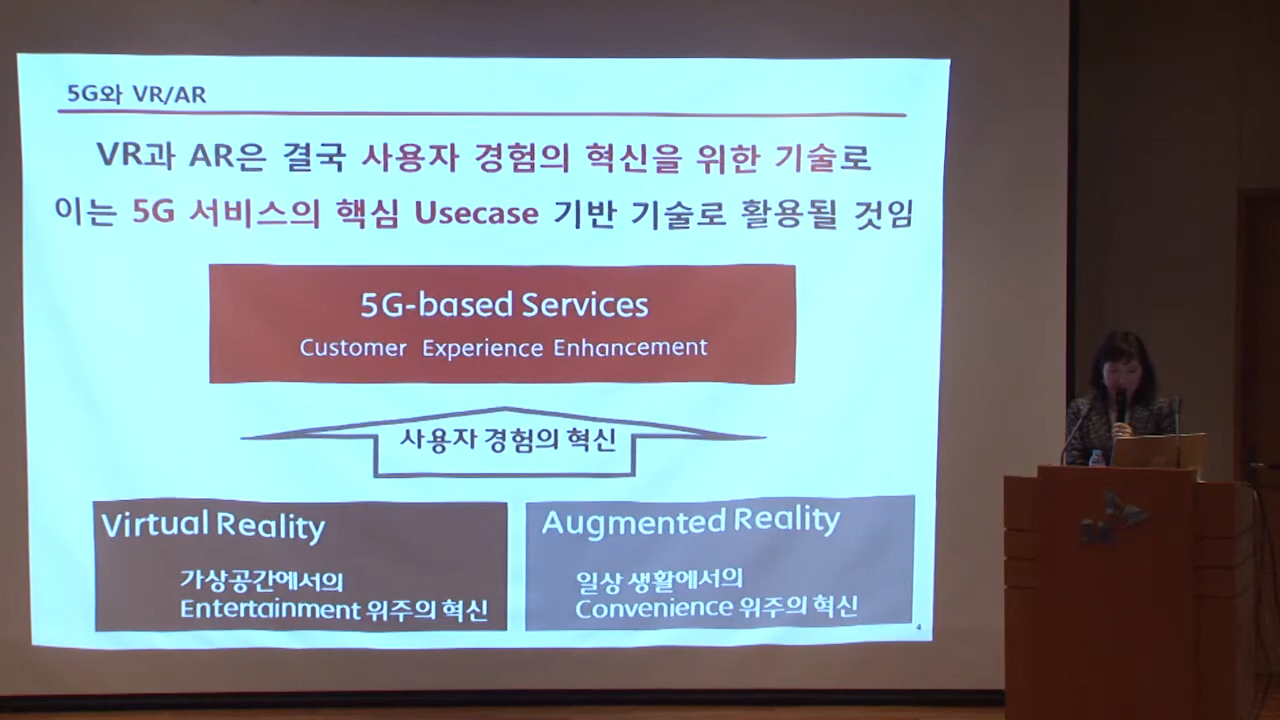 5G와 VR/AR
VR과 AR은 결국 사용자 경험의 혁신을 위한 기술로
이는 5G 서비스의 핵심 Usecase 기반 기술로 활용될 것임
5G-based Services
Customer Experience Enhancement
사용자 경험의 혁신
Virtual Reality
가상공간에서의
Entertainment 위주의 혁신
Augmented Reality
일상 생활에서의
Convenience 위주의 혁신
4